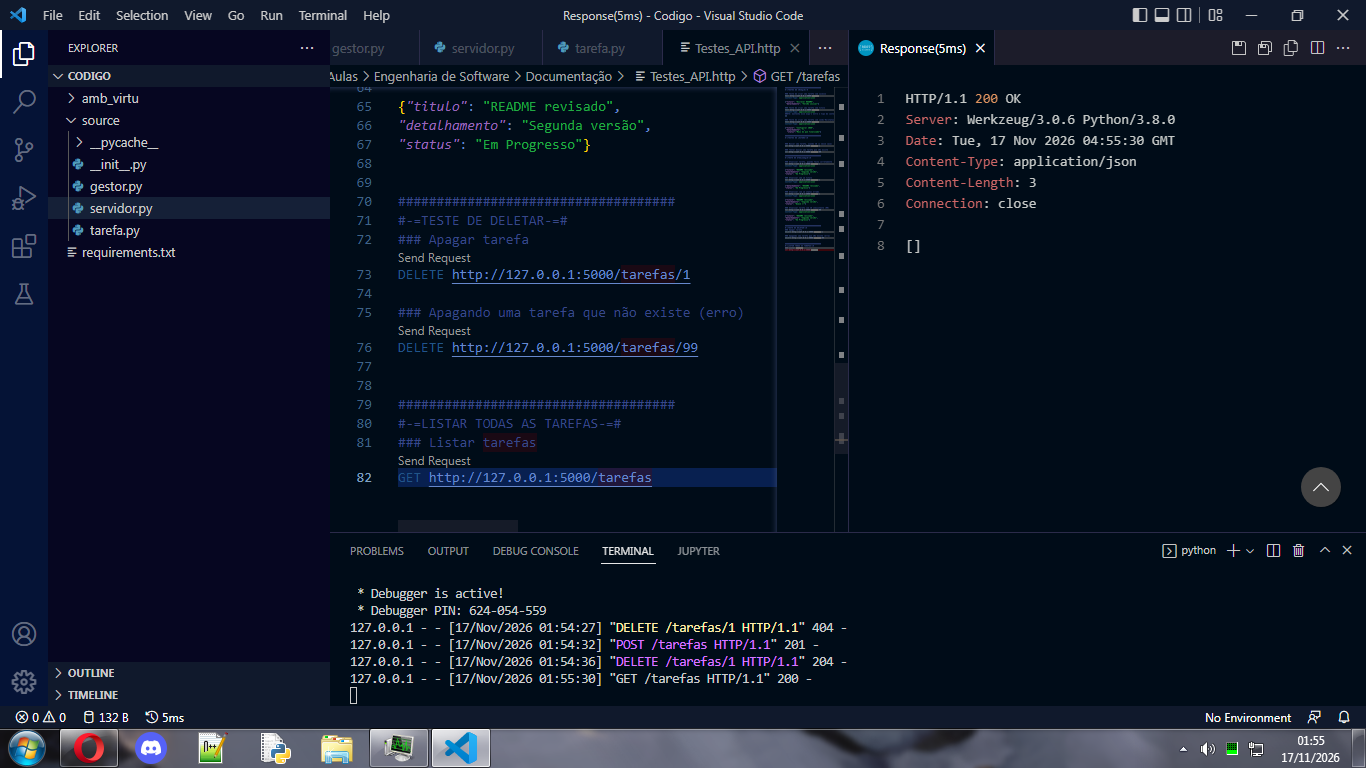 File Edit Selection View Go Run Terminal Help Response(5ms) - Codigo - Visual Studio Code
EXPLORER
CODIGO
amb_virtu
source
__pycache__
__init__.py
gestor.py
servidor.py
tarefa.py
requirements.txt
OUTLINE
TIMELINE
gestor.py servidor.py tarefa.py Testes_API.http
Aulas > Engenharia de Software > Documentação > Testes_API.http > GET /tarefas
64
65 {"titulo": "README revisado",
66 "detalhamento": "Segunda versão",
67 "status": "Em Progresso"}
68
69
70 ####################################
71 #-=TESTE DE DELETAR-=#
72 ### Apagar tarefa
Send Request
73 DELETE http://127.0.0.1:5000/tarefas/1
74
75 ### Apagando uma tarefa que não existe (erro)
Send Request
76 DELETE http://127.0.0.1:5000/tarefas/99
77
78
79 ####################################
80 #-=LISTAR TODAS AS TAREFAS-=#
81 ### Listar tarefas
Send Request
82 GET http://127.0.0.1:5000/tarefas
Response(5ms)
1 HTTP/1.1 200 OK
2 Server: Werkzeug/3.0.6 Python/3.8.0
3 Date: Tue, 17 Nov 2026 04:55:30 GMT
4 Content-Type: application/json
5 Content-Length: 3
6 Connection: close
7
8 []
PROBLEMS OUTPUT DEBUG CONSOLE TERMINAL JUPYTER
python
* Debugger is active!
* Debugger PIN: 624-054-559
127.0.0.1 - - [17/Nov/2026 01:54:27] "DELETE /tarefas/1 HTTP/1.1" 404 -
127.0.0.1 - - [17/Nov/2026 01:54:32] "POST /tarefas HTTP/1.1" 201 -
127.0.0.1 - - [17/Nov/2026 01:54:36] "DELETE /tarefas/1 HTTP/1.1" 204 -
127.0.0.1 - - [17/Nov/2026 01:55:30] "GET /tarefas HTTP/1.1" 200 -
0 0 132 B 5ms No Environment
01:55
17/11/2026